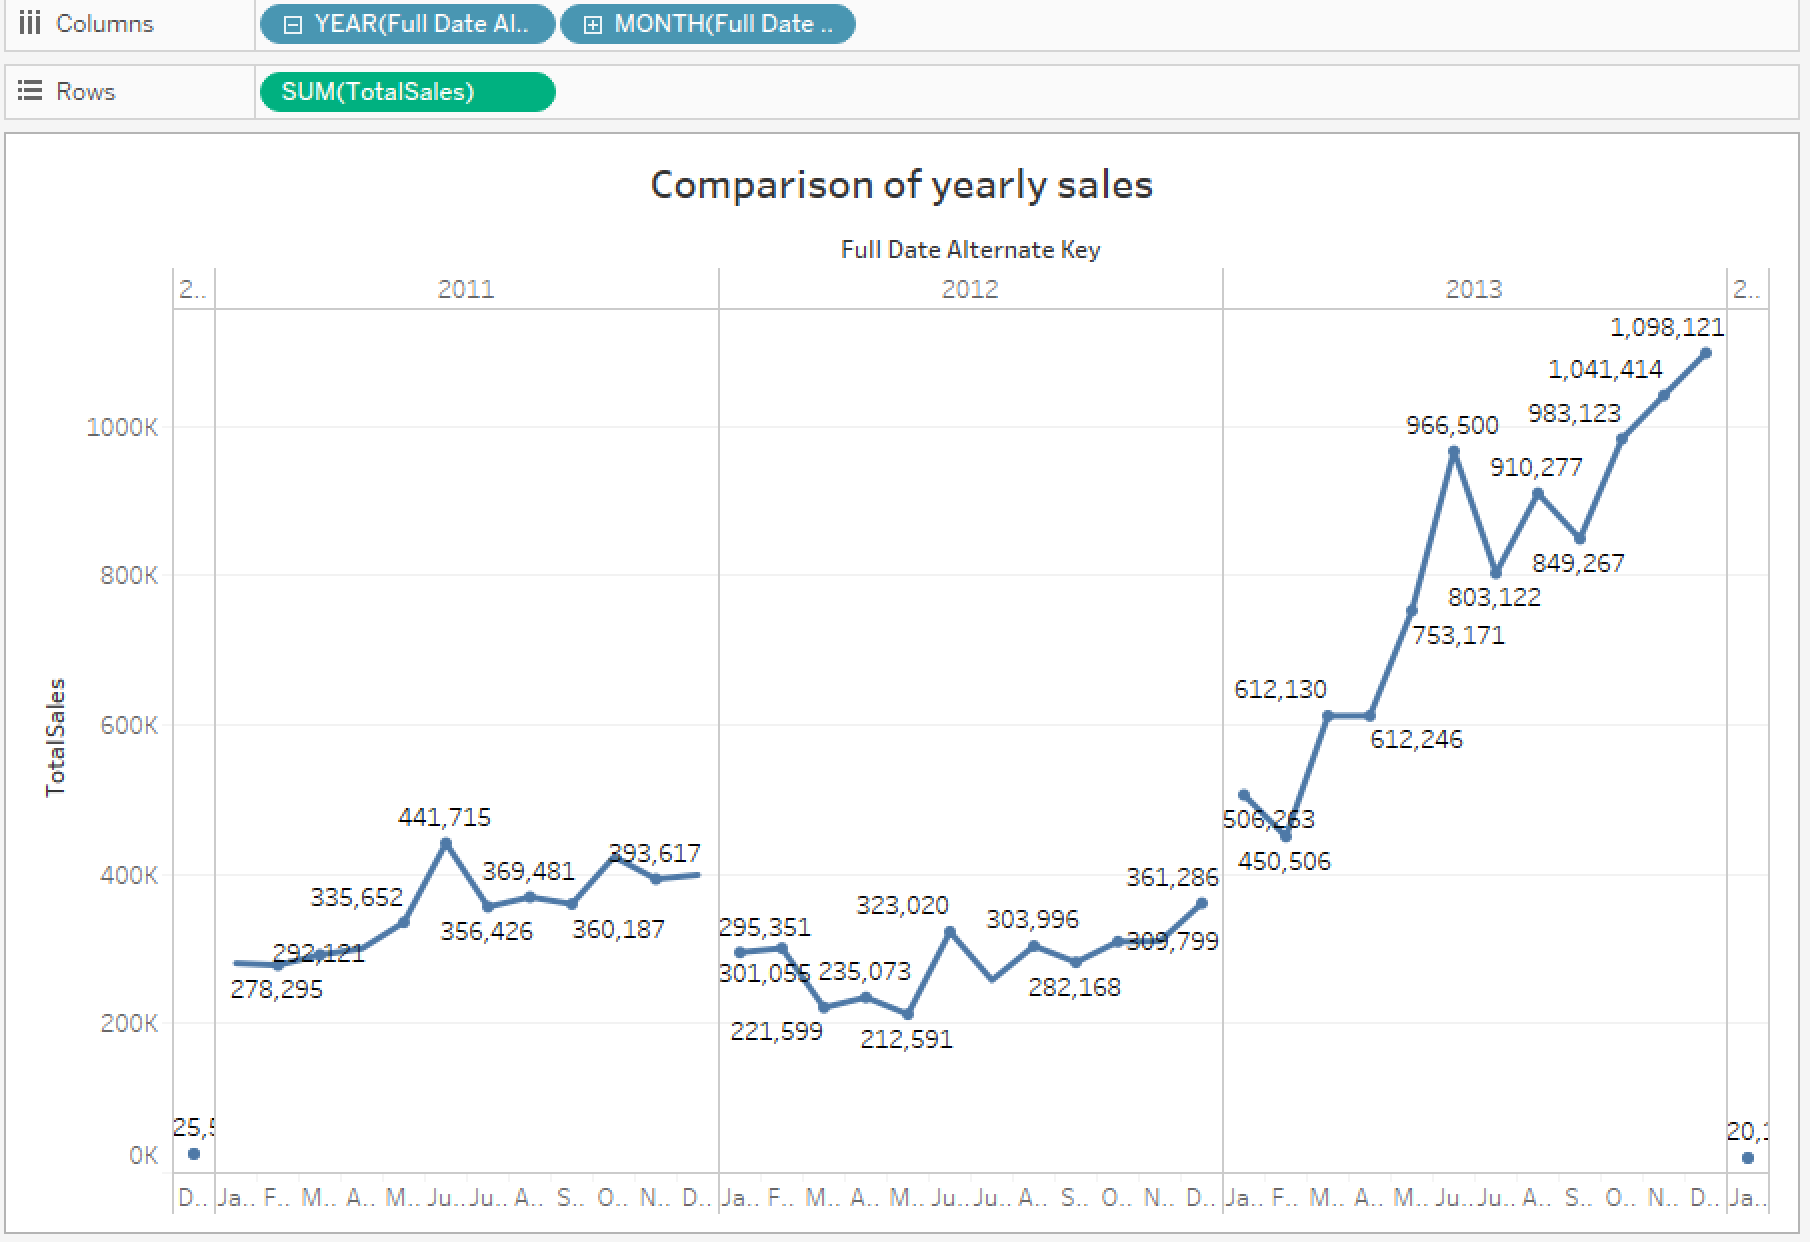 Columns YEAR(Full Date Al.. MONTH(Full Date ..
Rows SUM(TotalSales)
Comparison of yearly sales
Full Date Alternate Key
2.. 2011 2012 2013 2..
1,098,121
1,041,414
983,123
966,500
910,277
849,267
803,122
753,171
612,130
612,246
506,263
450,506
441,715
393,617
369,481
335,652
356,426
360,187
292,121
278,295
361,286
323,020
303,996
295,351
309,799
301,055
235,073
282,168
221,599
212,591
25,5
20,1
1000K
800K
600K
400K
200K
0K
TotalSales
D.. Ja.. F.. M.. A.. M.. Ju.. Ju.. A.. S.. O.. N.. D.. Ja.. F.. M.. A.. M.. Ju.. Ju.. A.. S.. O.. N.. D.. Ja.. F.. M.. A.. M.. Ju.. Ju.. A.. S.. O.. N.. D.. Ja..